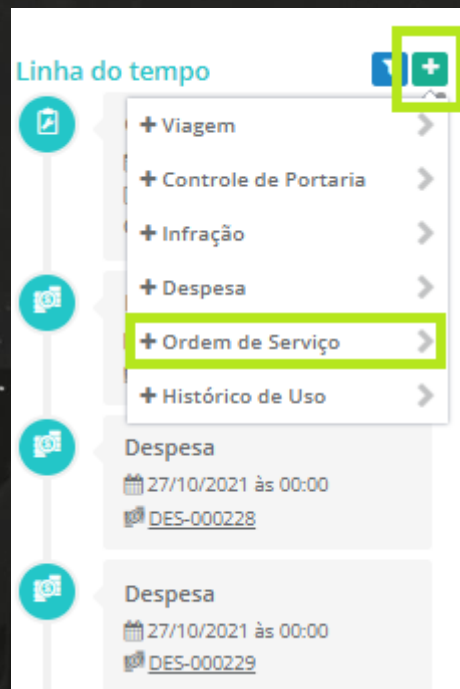 Linha do tempo
+ Viagem
+ Controle de Portaria
+ Infração
+ Despesa
+ Ordem de Serviço
+ Histórico de Uso
Despesa
27/10/2021 às 00:00
DES-000228
Despesa
27/10/2021 às 00:00
DES-000229